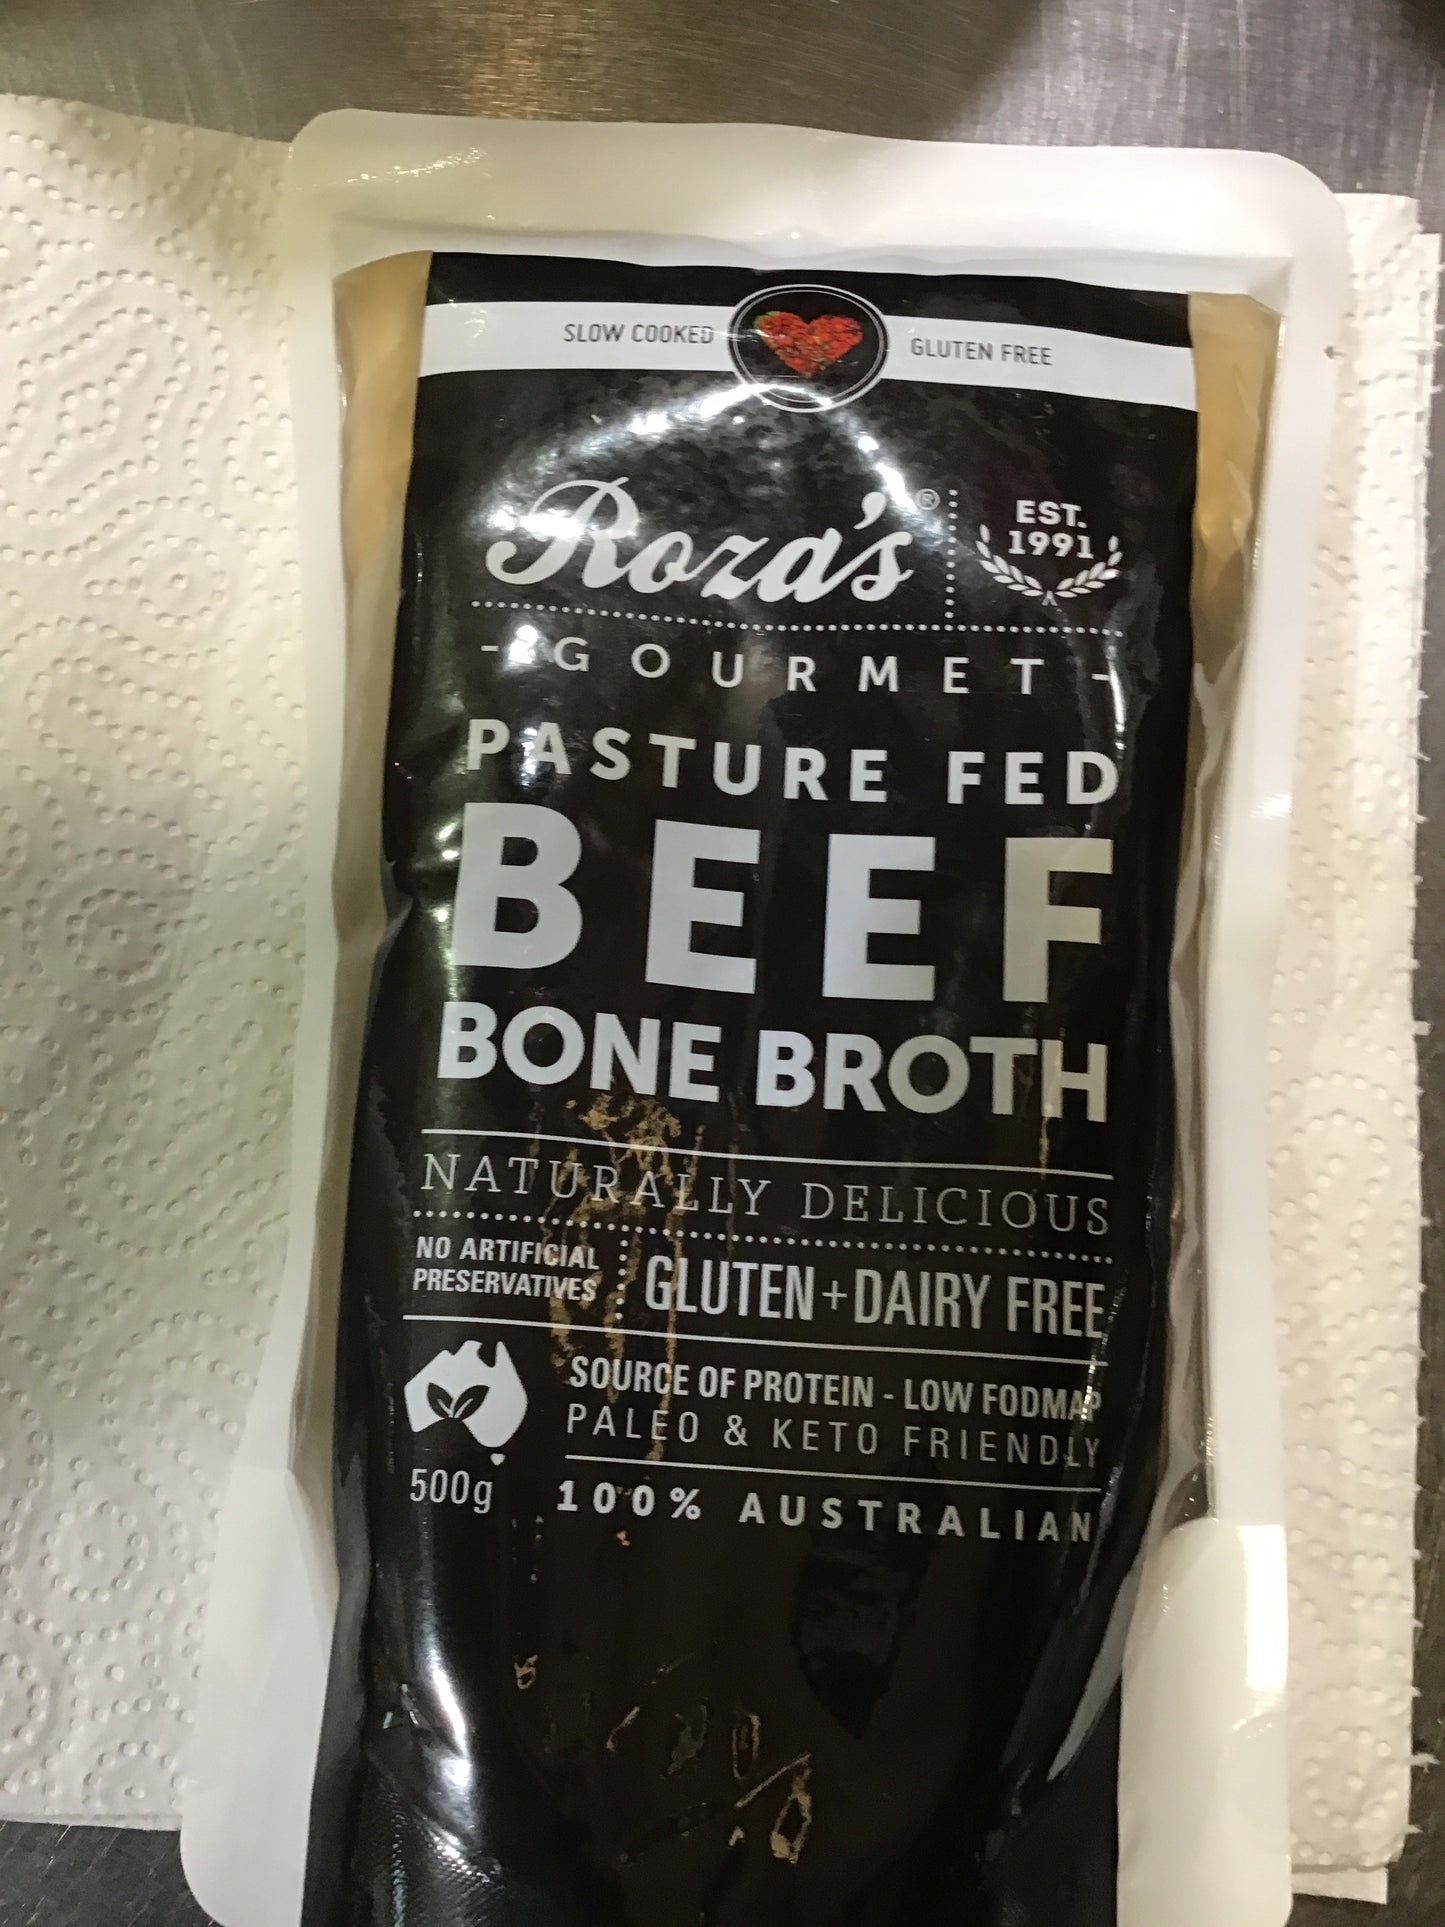 SLOW COOKED GLUTEN FREE
Roza's®
EST.
1991
- GOURMET -
PASTURE FED
BEEF
BONE BROTH
NATURALLY DELICIOUS
NO ARTIFICIAL
PRESERVATIVES
GLUTEN + DAIRY FREE
SOURCE OF PROTEIN - LOW FODMAP
PALEO & KETO FRIENDLY
500g
100% AUSTRALIAN